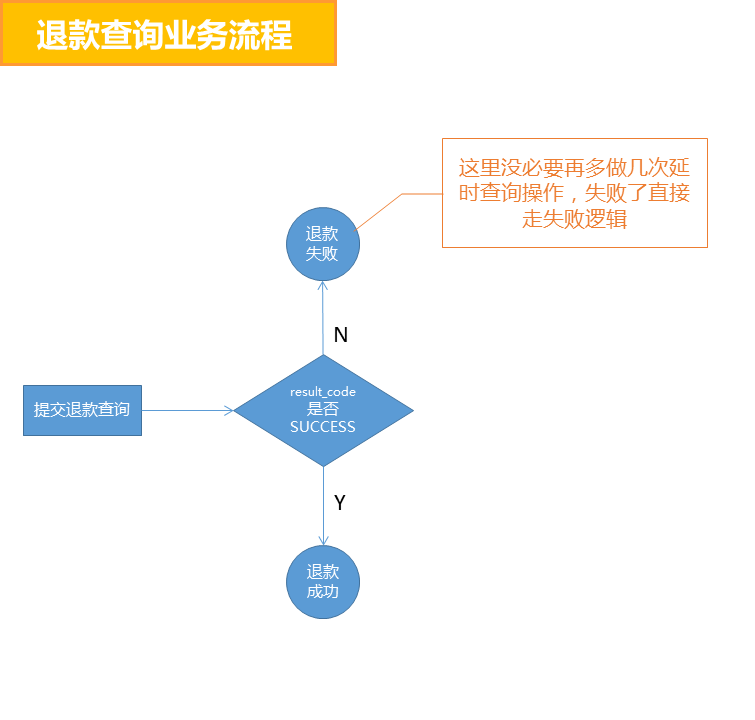 退款查询业务流程
这里没必要再多做几次延
时查询操作，失败了直接
走失败逻辑
退款
失败
N
提交退款查询
result_code
是否
SUCCESS
Y
退款
成功